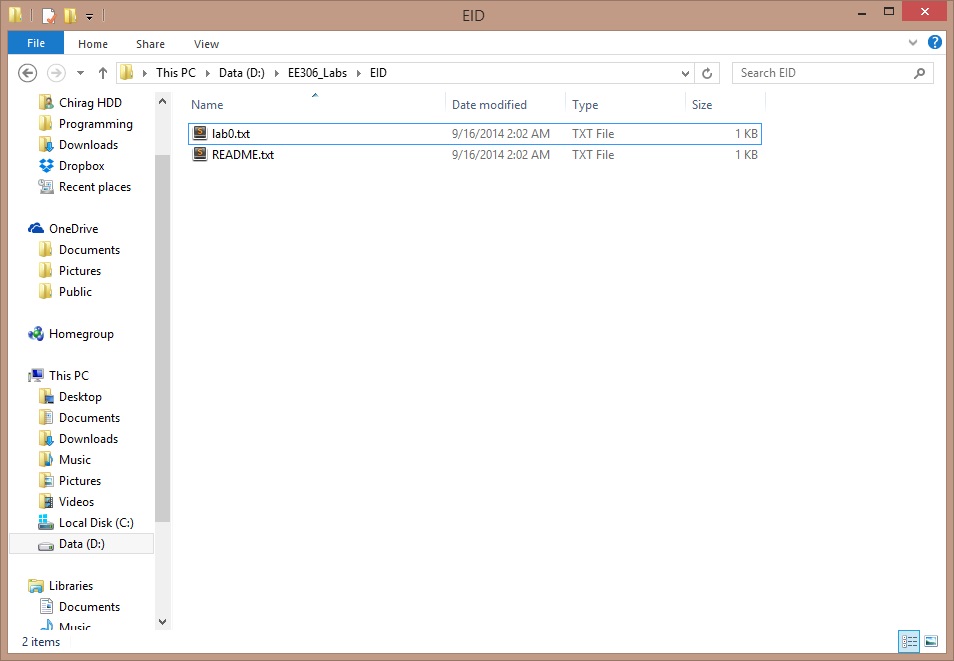 EID
File Home Share View
This PC Data (D:) EE306_Labs EID Search EID
Name Date modified Type Size
lab0.txt 9/16/2014 2:02 AM TXT File 1 KB
README.txt 9/16/2014 2:02 AM TXT File 1 KB
Chirag HDD
Programming
Downloads
Dropbox
Recent places
OneDrive
Documents
Pictures
Public
Homegroup
This PC
Desktop
Documents
Downloads
Music
Pictures
Videos
Local Disk (C:)
Data (D:)
Libraries
Documents
Music
2 items